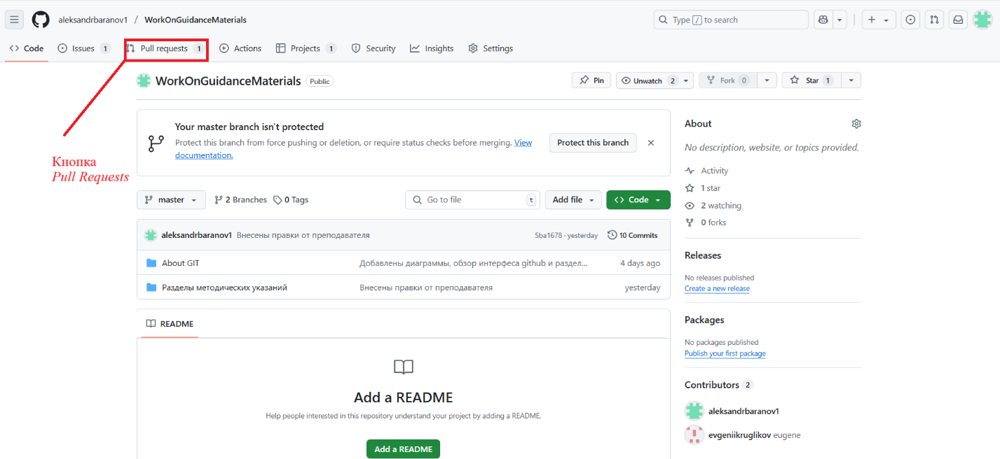 aleksandrbaranov1 / WorkOnGuidanceMaterials
Type / to search
Code
Issues 1
Pull requests 1
Actions
Projects 1
Security
Insights
Settings
WorkOnGuidanceMaterials Public
Pin
Unwatch 2
Fork 0
Star 1
Кнопка
Pull Requests
Your master branch isn't protected
Protect this branch from force pushing or deletion, or require status checks before merging. View
documentation.
Protect this branch
master
2 Branches
0 Tags
Go to file t
Add file
Code
aleksandrbaranov1 Внесены правки от преподавателя 5ba1678 · yesterday 10 Commits
About GIT Добавлены диаграммы, обзор интерфеса github и раздел... 4 days ago
Разделы методических указаний Внесены правки от преподавателя yesterday
README
Add a README
Help people interested in this repository understand your project by adding a README.
Add a README
About
No description, website, or topics provided.
Activity
1 star
2 watching
0 forks
Releases
No releases published
Create a new release
Packages
No packages published
Publish your first package
Contributors 2
aleksandrbaranov1
evgeniikruglikov eugene